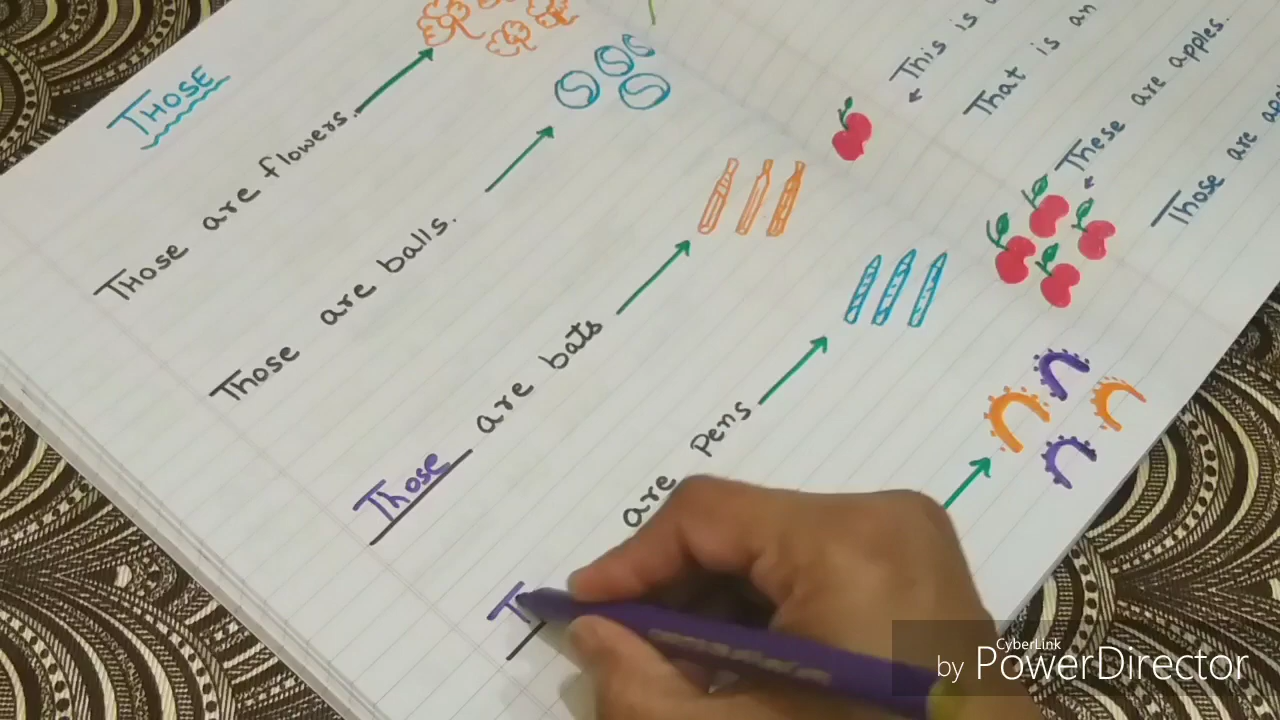 THOSE
Those are flowers.
Those are balls.
Those are bats
T are Pens
This is
That is an
These are apples.
Those are
CyberLink
by PowerDirector